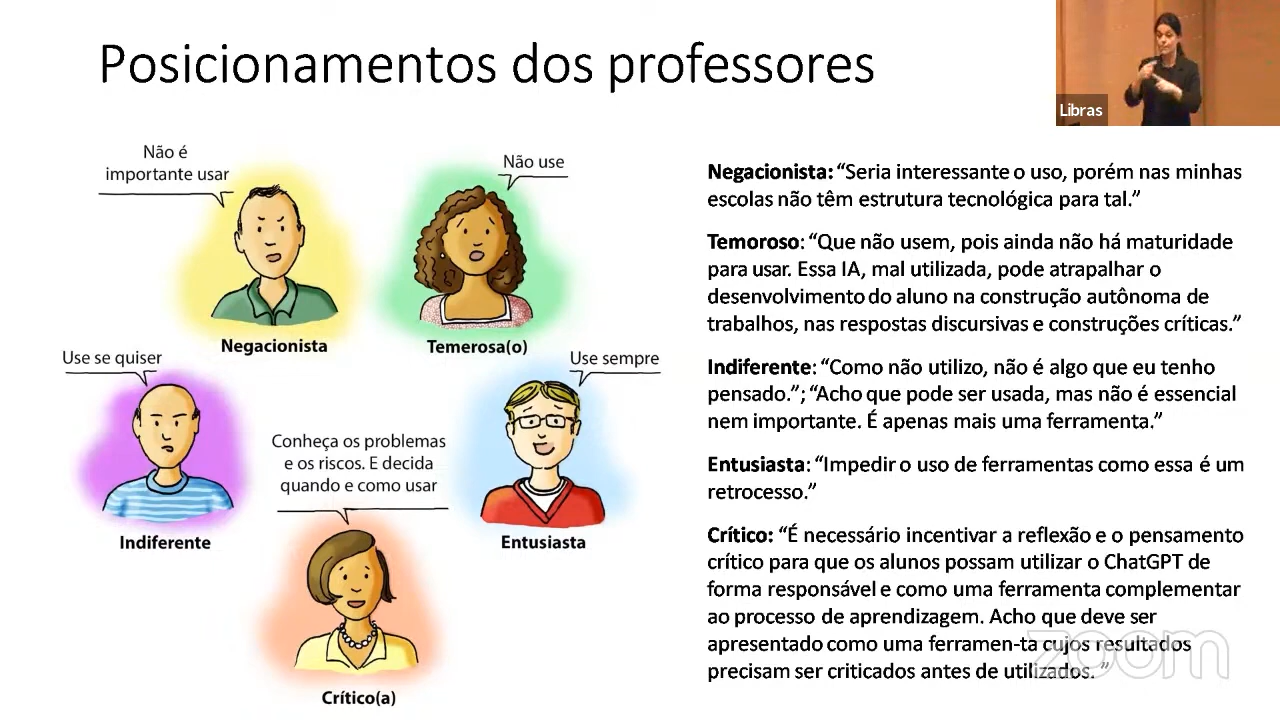 Posicionamentos dos professores
Libras
Não é
importante usar
Não use
Negacionista
Temerosa(o)
Use se quiser
Use sempre
Conheça os problemas
e os riscos. E decida
quando e como usar
Indiferente
Entusiasta
Crítico(a)
Negacionista: “Seria interessante o uso, porém nas minhas
escolas não têm estrutura tecnológica para tal.”
Temoroso: “Que não usem, pois ainda não há maturidade
para usar. Essa IA, mal utilizada, pode atrapalhar o
desenvolvimento do aluno na construção autônoma de
trabalhos, nas respostas discursivas e construções críticas.”
Indiferente: “Como não utilizo, não é algo que eu tenho
pensado.”; “Acho que pode ser usada, mas não é essencial
nem importante. É apenas mais uma ferramenta.”
Entusiasta: “Impedir o uso de ferramentas como essa é um
retrocesso.”
Crítico: “É necessário incentivar a reflexão e o pensamento
crítico para que os alunos possam utilizar o ChatGPT de
forma responsável e como uma ferramenta complementar
ao processo de aprendizagem. Acho que deve ser
apresentado como uma ferramen-ta cujos resultados
precisam ser criticados antes de utilizados. ”
zoom